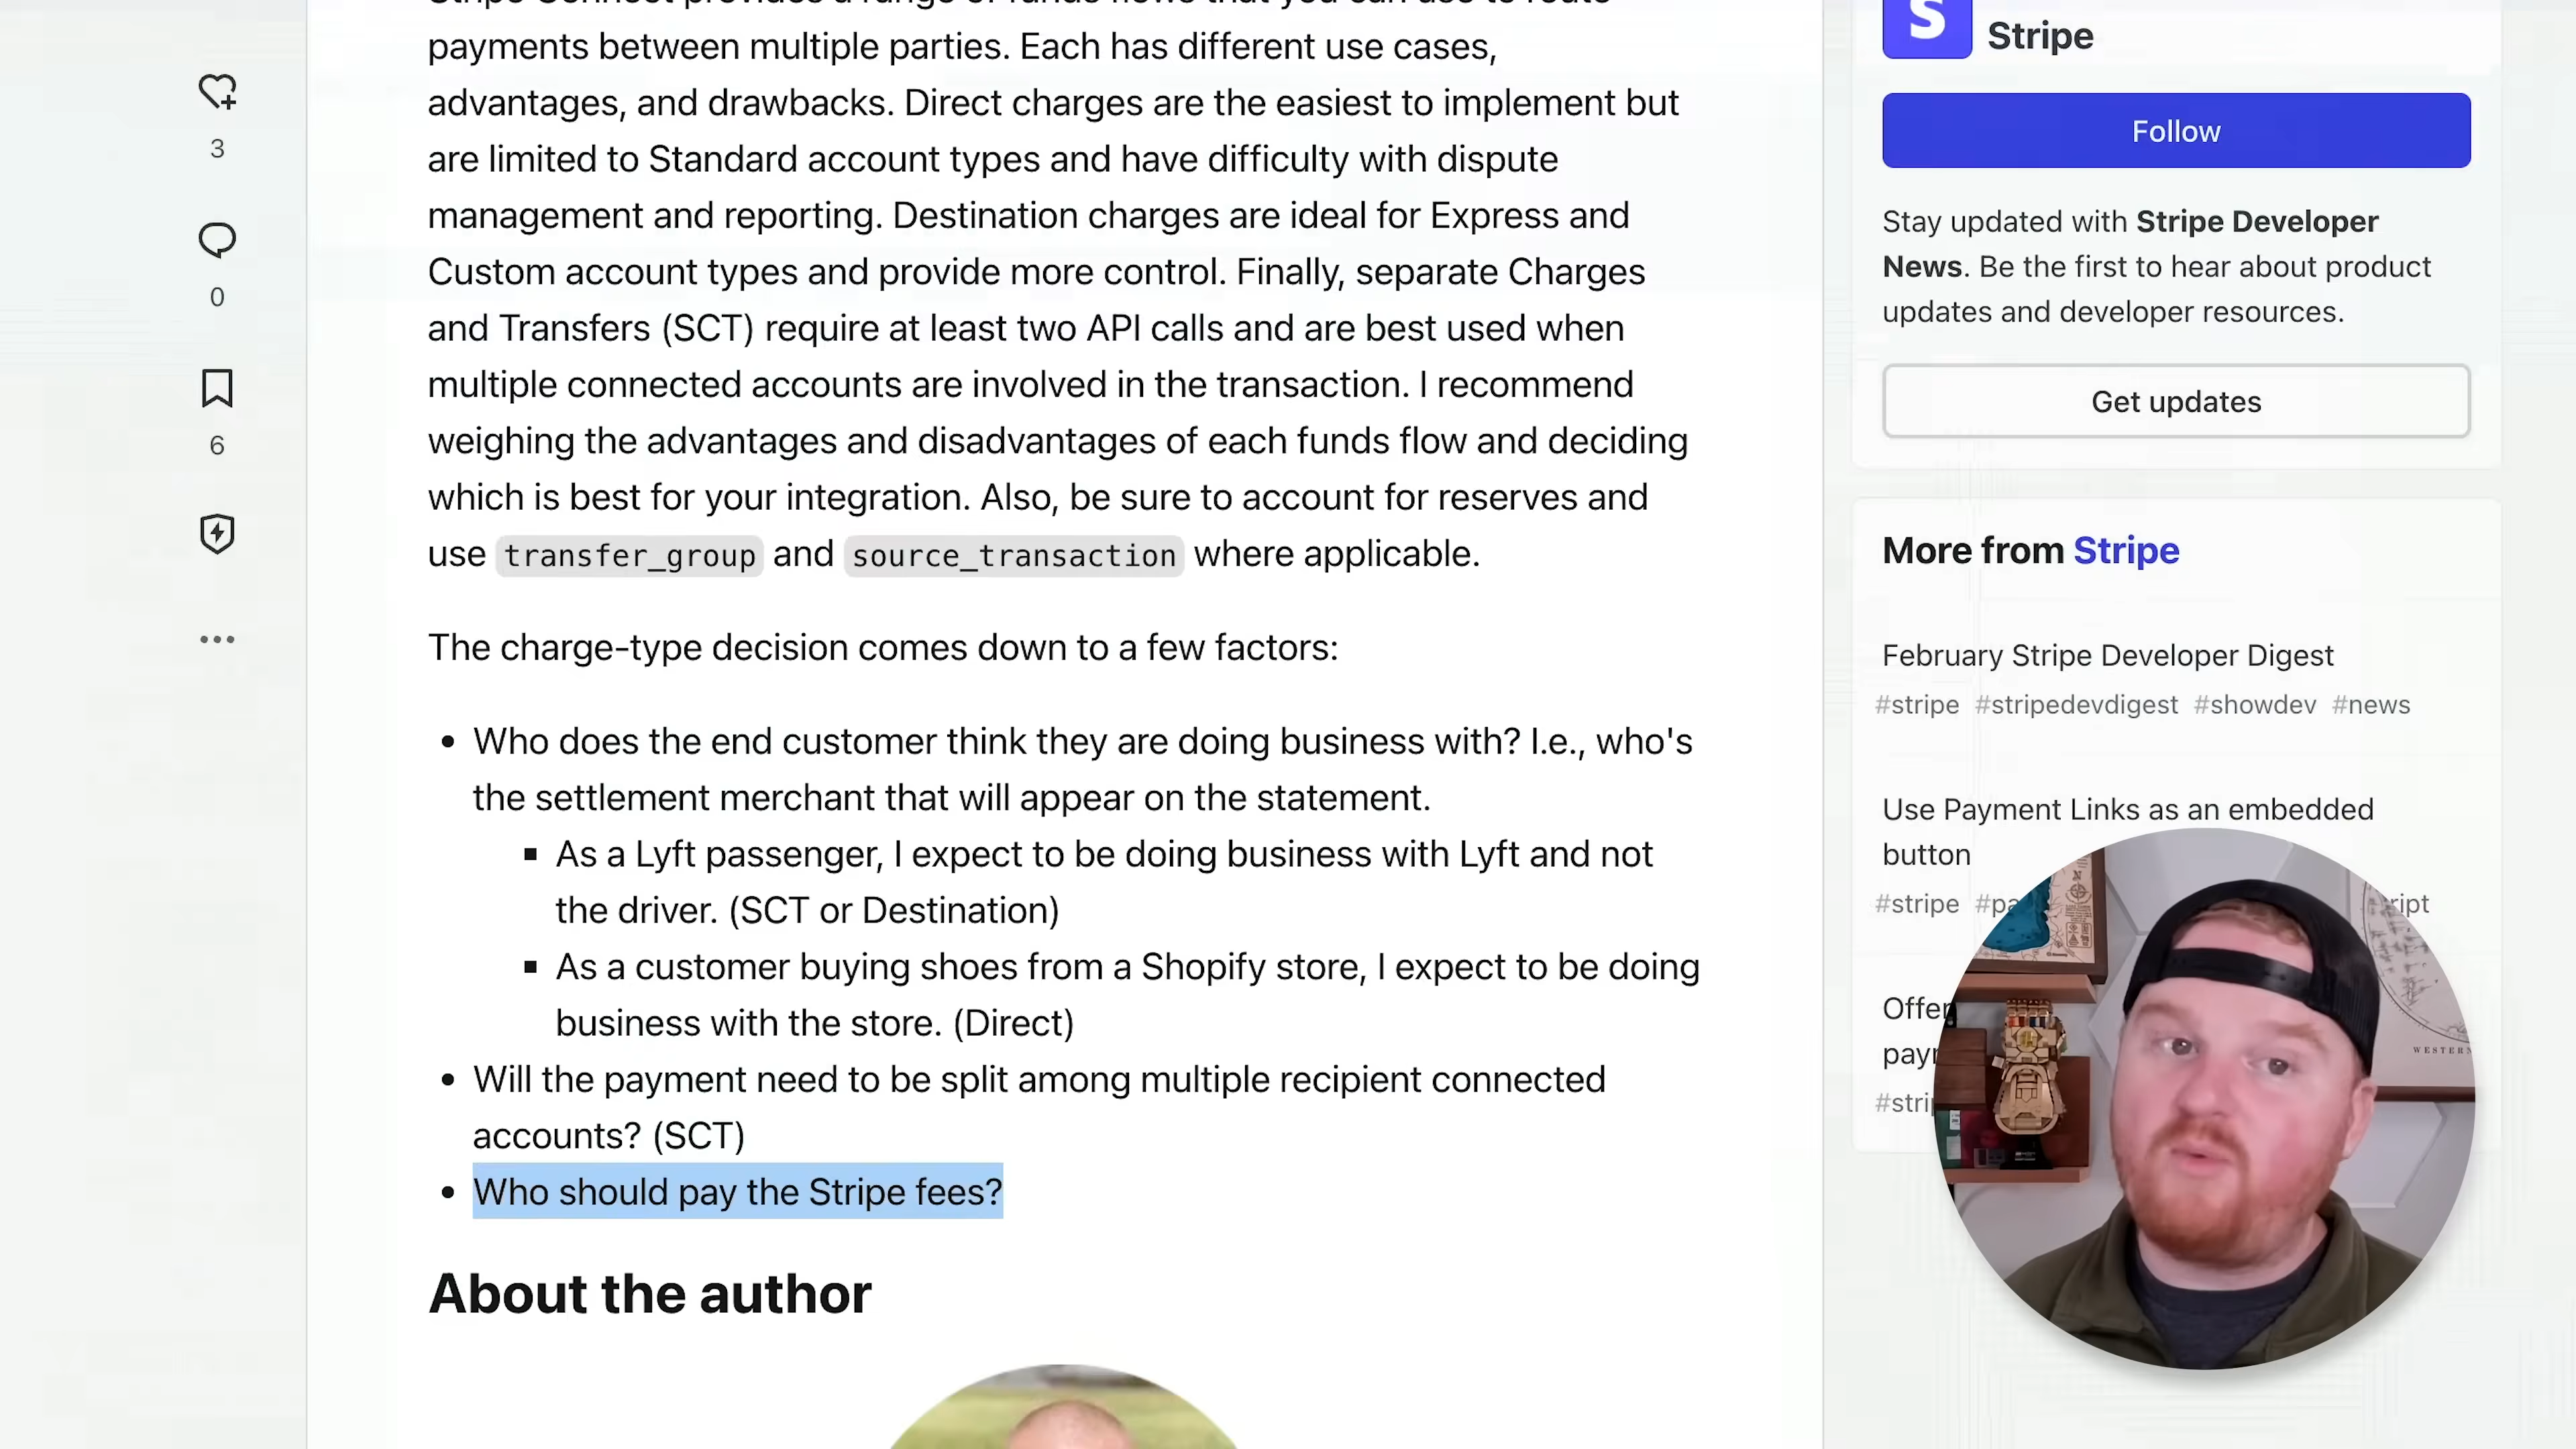 payments between multiple parties. Each has different use cases,
advantages, and drawbacks. Direct charges are the easiest to implement but
are limited to Standard account types and have difficulty with dispute
management and reporting. Destination charges are ideal for Express and
Custom account types and provide more control. Finally, separate Charges
and Transfers (SCT) require at least two API calls and are best used when
multiple connected accounts are involved in the transaction. I recommend
weighing the advantages and disadvantages of each funds flow and deciding
which is best for your integration. Also, be sure to account for reserves and
use transfer_group and source_transaction where applicable.
The charge-type decision comes down to a few factors:
• Who does the end customer think they are doing business with? I.e., who's
the settlement merchant that will appear on the statement.
▪ As a Lyft passenger, I expect to be doing business with Lyft and not
the driver. (SCT or Destination)
▪ As a customer buying shoes from a Shopify store, I expect to be doing
business with the store. (Direct)
• Will the payment need to be split among multiple recipient connected
accounts? (SCT)
• Who should pay the Stripe fees?
About the author
3
0
6
S
Stripe
Follow
Stay updated with Stripe Developer
News. Be the first to hear about product
updates and developer resources.
Get updates
More from Stripe
February Stripe Developer Digest
#stripe #stripedevdigest #showdev #news
Use Payment Links as an embedded
button
#stripe
WESTERN